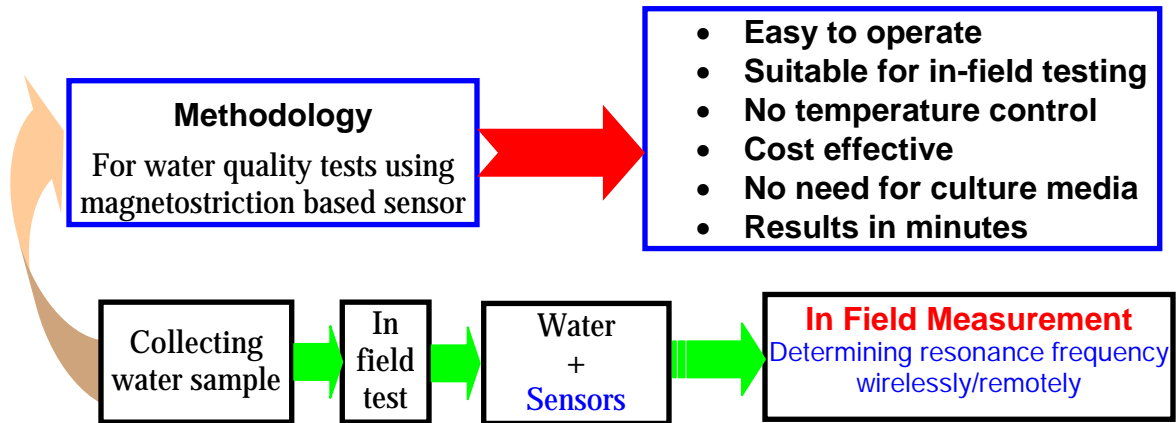 Methodology
For water quality tests using
magnetostriction based sensor
• Easy to operate
• Suitable for in-field testing
• No temperature control
• Cost effective
• No need for culture media
• Results in minutes
Collecting
water sample
In
field
test
Water
+
Sensors
In Field Measurement
Determining resonance frequency
wirelessly/remotely